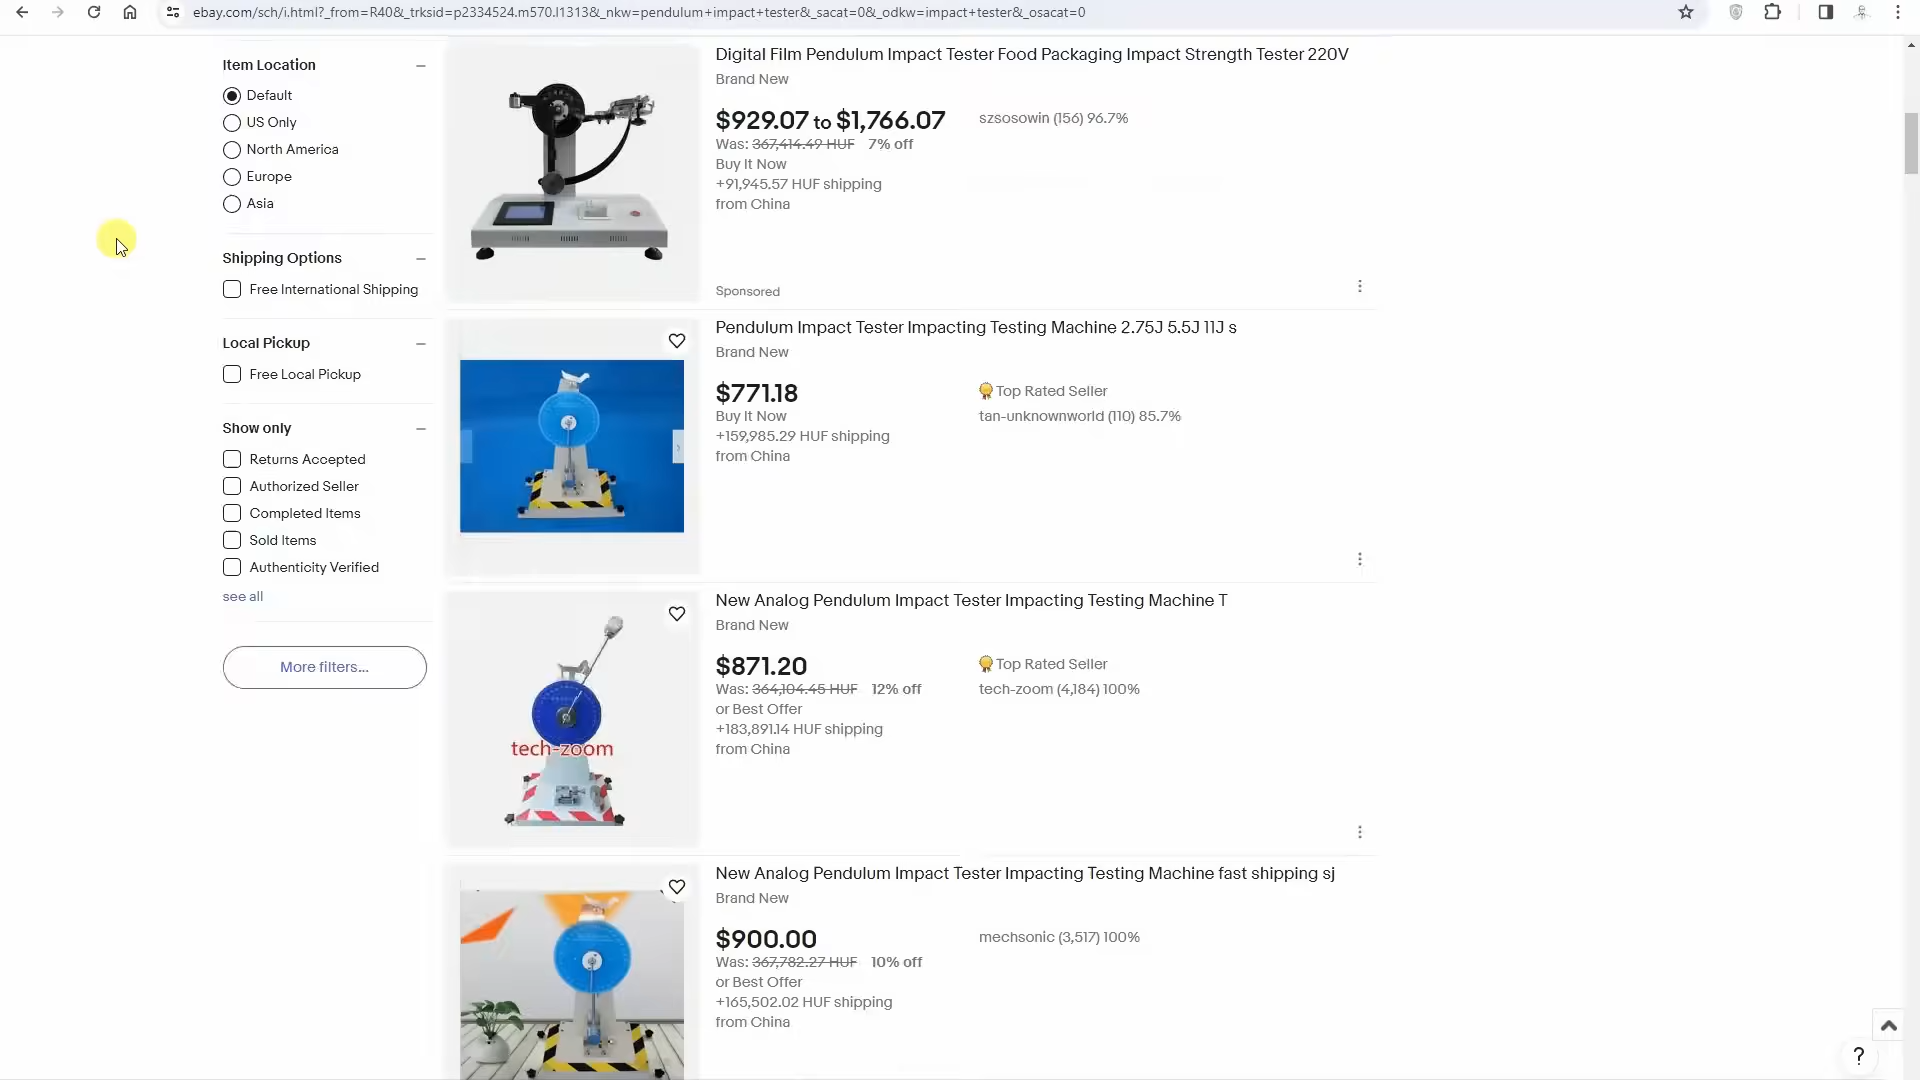 ebay.com/sch/i.html?_from=R40&_trksid=p2334524.m570.l1313&_nkw=pendulum+impact+tester&_sacat=0&_odkw=impact+tester&_osacat=0
Item Location
Default
US Only
North America
Europe
Asia
Shipping Options
Free International Shipping
Local Pickup
Free Local Pickup
Show only
Returns Accepted
Authorized Seller
Completed Items
Sold Items
Authenticity Verified
see all
More filters...
Digital Film Pendulum Impact Tester Food Packaging Impact Strength Tester 220V
Brand New
$929.07 to $1,766.07
szsosowin (156) 96.7%
Was: 367,414.49 HUF 7% off
Buy It Now
+91,945.57 HUF shipping
from China
Sponsored
Pendulum Impact Tester Impacting Testing Machine 2.75J 5.5J 11J s
Brand New
$771.18
Top Rated Seller
Buy It Now
tan-unknownworld (110) 85.7%
+159,985.29 HUF shipping
from China
New Analog Pendulum Impact Tester Impacting Testing Machine T
Brand New
$871.20
Top Rated Seller
Was: 364,104.45 HUF 12% off
tech-zoom (4,184) 100%
or Best Offer
+183,891.14 HUF shipping
from China
tech-zoom
New Analog Pendulum Impact Tester Impacting Testing Machine fast shipping sj
Brand New
$900.00
mechsonic (3,517) 100%
Was: 367,782.27 HUF 10% off
or Best Offer
+165,502.02 HUF shipping
from China
?